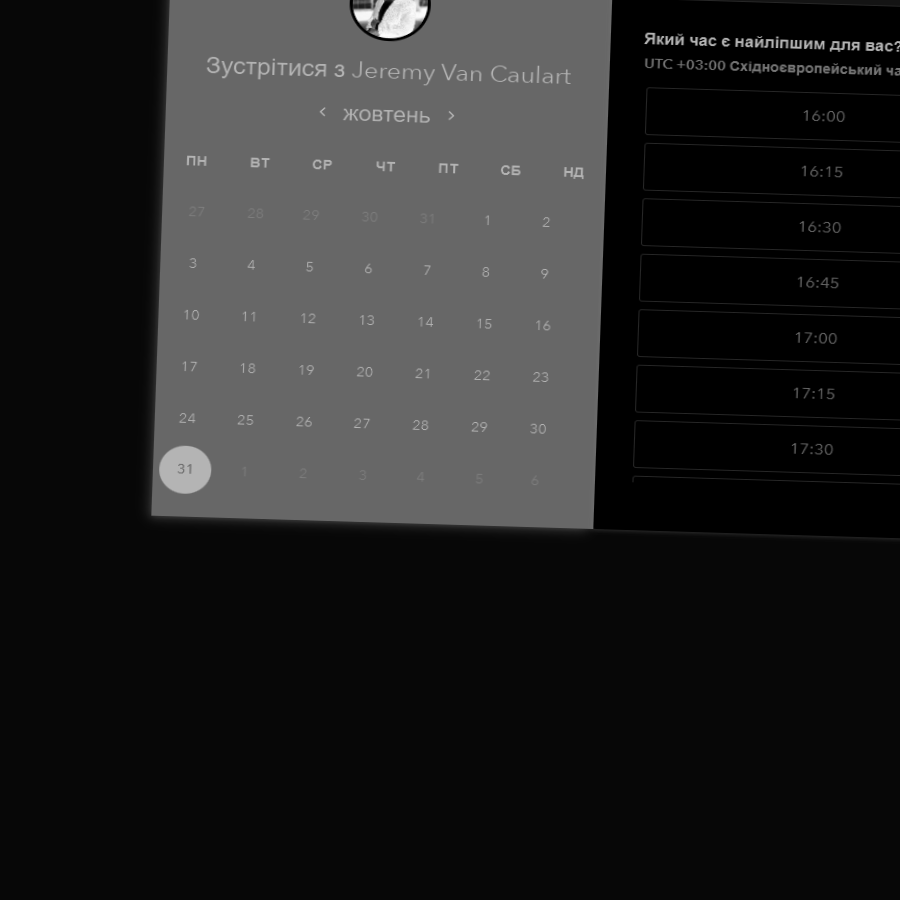 Зустрітися з Jeremy Van Caulart
< жовтень >
ПН ВТ СР ЧТ ПТ СБ НД
27 28 29 30 31 1 2
3 4 5 6 7 8 9
10 11 12 13 14 15 16
17 18 19 20 21 22 23
24 25 26 27 28 29 30
31 1 2 3 4 5 6
Який час є найліпшим для вас?
UTC +03:00 Східноєвропейський
16:00
16:15
16:30
16:45
17:00
17:15
17:30